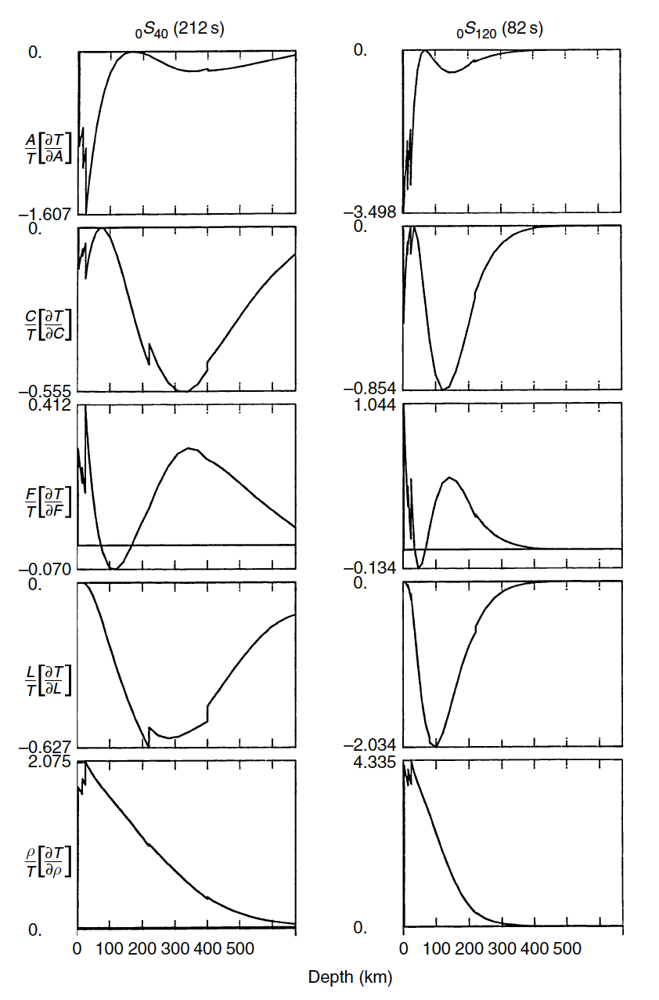 ₀S₄₀ (212 s) ₀S₁₂₀ (82 s)
0. 0.
A/T[∂T/∂A]
−1.607 −3.498
0. 0.
C/T[∂T/∂C]
−0.555 −0.854
0.412 1.044
F/T[∂T/∂F]
−0.070 −0.134
0. 0.
L/T[∂T/∂L]
−0.627 −2.034
2.075 4.335
ρ/T[∂T/∂ρ]
0. 0.
0 100 200 300 400 500 0 100 200 300 400 500
Depth (km)